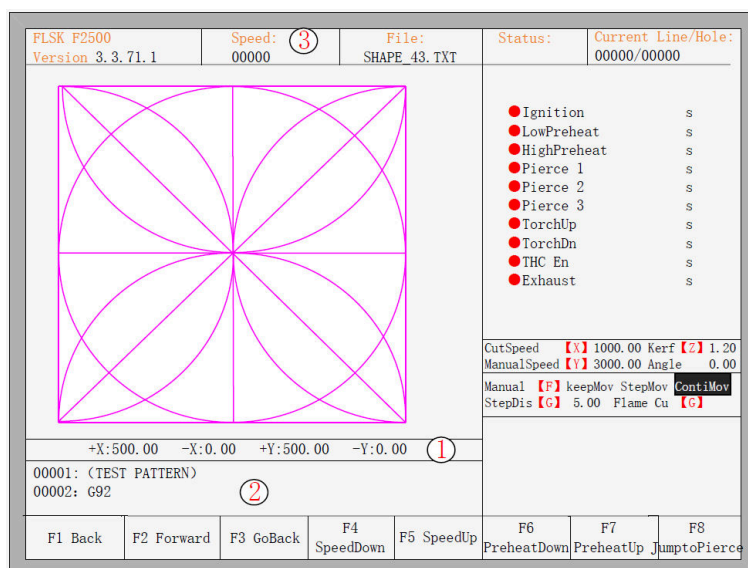 FLSK F2500 Speed: ③ File: Status: Current Line/Hole:
Version 3.3.71.1 00000 SHAPE_43.TXT 00000/00000
Ignition s
LowPreheat s
HighPreheat s
Pierce 1 s
Pierce 2 s
Pierce 3 s
TorchUp s
TorchDn s
THC En s
Exhaust s
CutSpeed 【X】 1000.00 Kerf 【Z】 1.20
ManualSpeed 【Y】 3000.00 Angle 0.00
Manual 【F】 keepMov StepMov ContiMov
StepDis 【G】 5.00 Flame Cu 【G】
+X:500.00 -X:0.00 +Y:500.00 -Y:0.00 ①
00001: (TEST PATTERN)
00002: G92 ②
F1 Back F2 Forward F3 GoBack F4 SpeedDown F5 SpeedUp F6 PreheatDown F7 PreheatUp F8 JumptoPierce